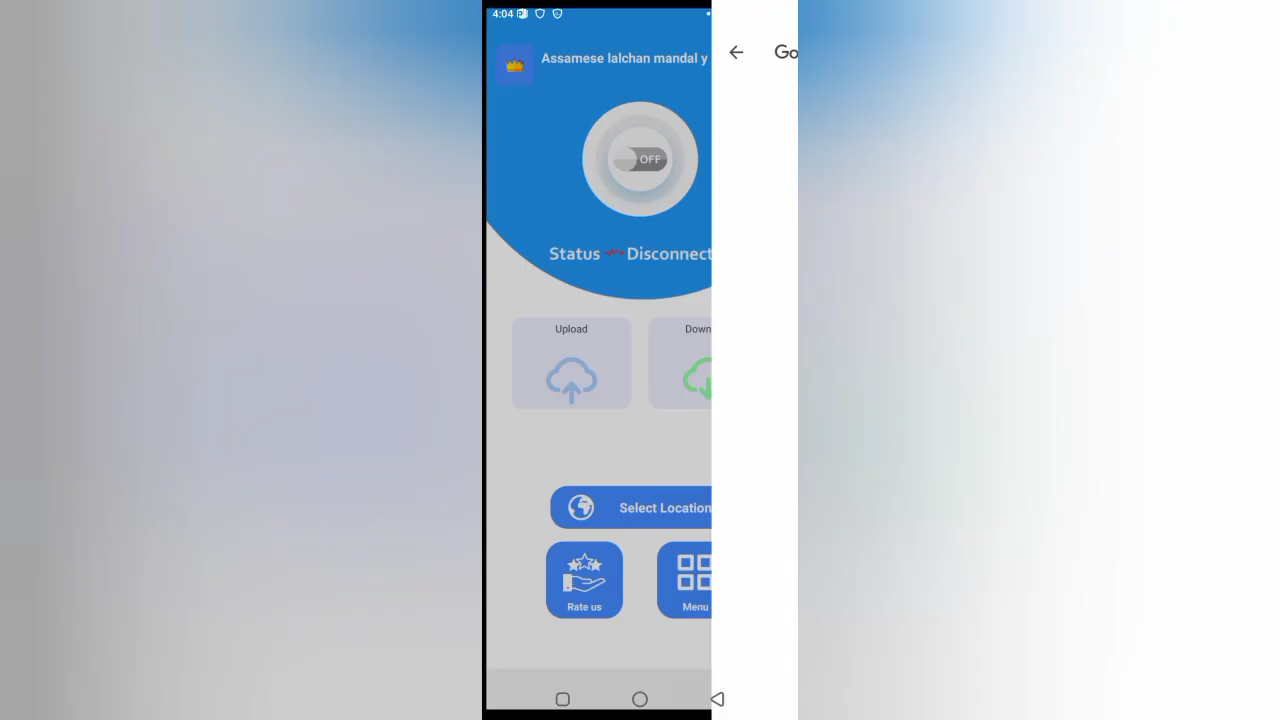 4:04
Assamese lalchan mandal y
Go
OFF
Status Disconnect
Upload
Down
Select Location
Rate us
Menu